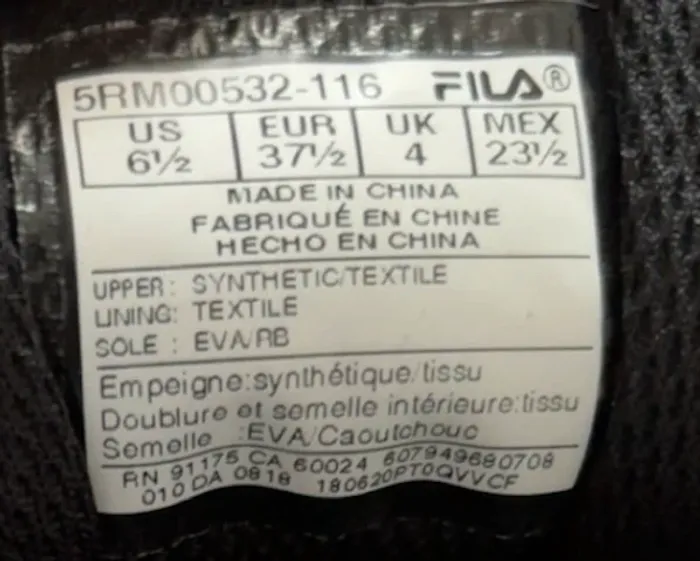 5RM00532-116 FILA®
US EUR UK MEX
6½ 37½ 4 23½
MADE IN CHINA
FABRIQUÉ EN CHINE
HECHO EN CHINA
UPPER: SYNTHETIC/TEXTILE
LINING: TEXTILE
SOLE : EVA/RB
Empeigne:synthétique/tissu
Doublure et semelle intérieure:tissu
Semelle :EVA/Caoutchouc
RN 91175 CA 60024 607949680708
010 DA 0818 180620PT0QVVCF